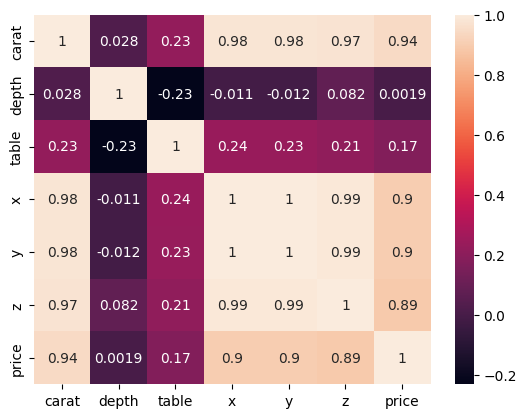 carat 1 0.028 0.23 0.98 0.98 0.97 0.94
depth 0.028 1 -0.23 -0.011 -0.012 0.082 0.0019
table 0.23 -0.23 1 0.24 0.23 0.21 0.17
x 0.98 -0.011 0.24 1 1 0.99 0.9
y 0.98 -0.012 0.23 1 1 0.99 0.9
z 0.97 0.082 0.21 0.99 0.99 1 0.89
price 0.94 0.0019 0.17 0.9 0.9 0.89 1
carat depth table x y z price
1.0
0.8
0.6
0.4
0.2
0.0
−0.2